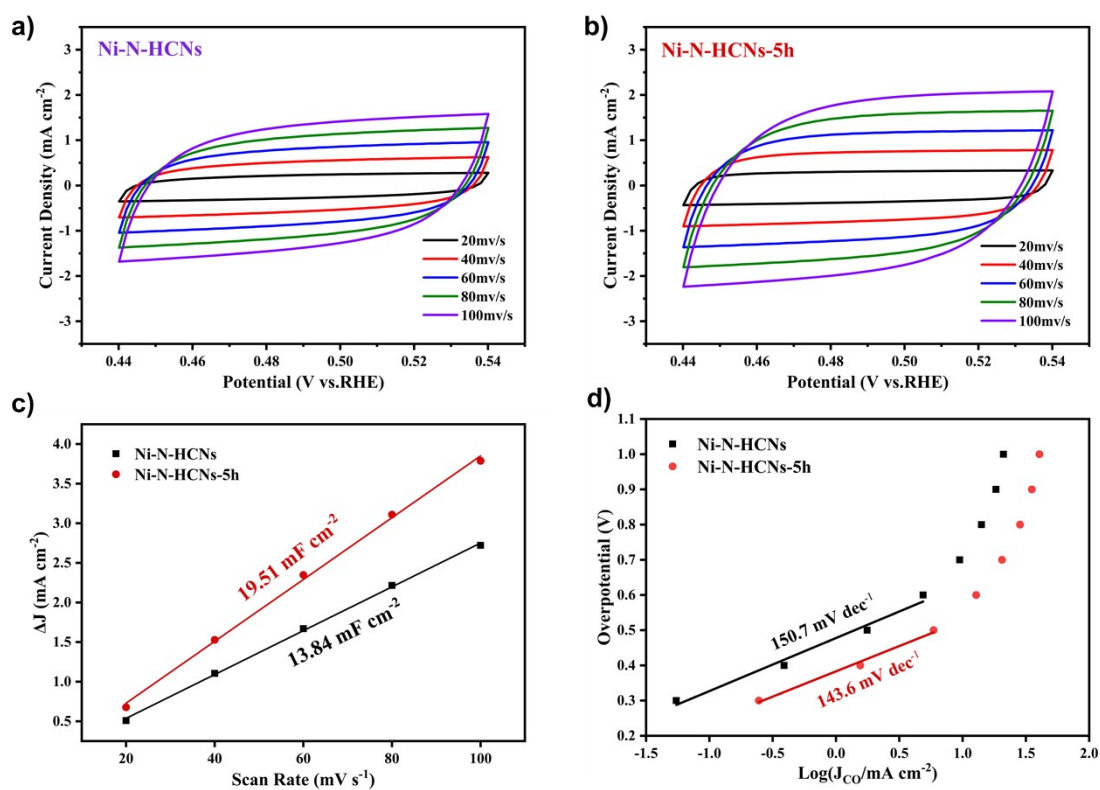 a)
Ni-N-HCNs
3
2
1
0
-1
-2
-3
Current Density (mA cm⁻²)
20mv/s
40mv/s
60mv/s
80mv/s
100mv/s
0.44 0.46 0.48 0.50 0.52 0.54
Potential (V vs.RHE)
b)
Ni-N-HCNs-5h
3
2
1
0
-1
-2
-3
Current Density (mA cm⁻²)
20mv/s
40mv/s
60mv/s
80mv/s
100mv/s
0.44 0.46 0.48 0.50 0.52 0.54
Potential (V vs.RHE)
c)
4.0
3.5
3.0
2.5
2.0
1.5
1.0
0.5
ΔJ (mA cm⁻²)
Ni-N-HCNs
Ni-N-HCNs-5h
19.51 mF cm⁻²
13.84 mF cm⁻²
20 40 60 80 100
Scan Rate (mV s⁻¹)
d)
1.1
1.0
0.9
0.8
0.7
0.6
0.5
0.4
0.3
0.2
Overpotential (V)
Ni-N-HCNs
Ni-N-HCNs-5h
150.7 mV dec⁻¹
143.6 mV dec⁻¹
-1.5 -1.0 -0.5 0.0 0.5 1.0 1.5 2.0
Log(J_CO/mA cm⁻²)